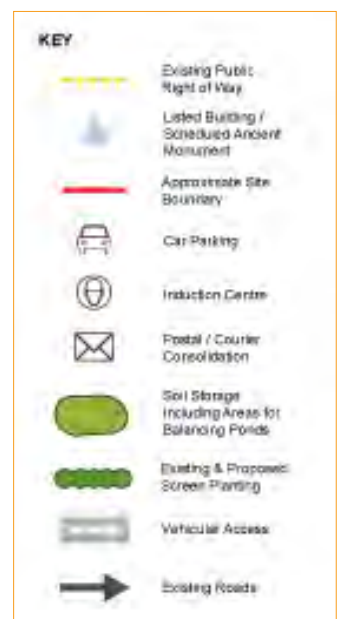 KEY
Existing Public
Right of Way
Listed Building /
Scheduled Ancient
Monument
Approximate Site
Boundary
Car Parking
Induction Centre
Postal / Courier
Consolidation
Soil Storage
Including Areas for
Balancing Ponds
Existing & Proposed
Screen Planting
Vehicular Access
Existing Roads